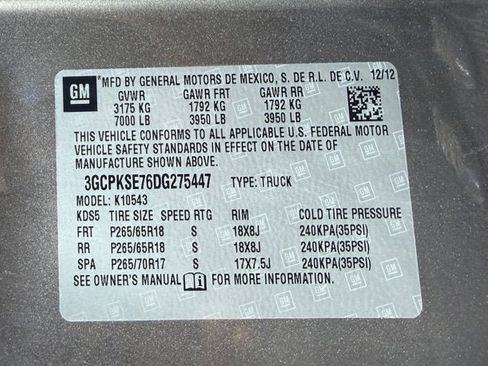 GM
®MFD BY GENERAL MOTORS DE MEXICO, S. DE R.L. DE C.V. 12/12
GVWR GAWR FRT GAWR RR
3175 KG 1792 KG 1792 KG
7000 LB 3950 LB 3950 LB
THIS VEHICLE CONFORMS TO ALL APPLICABLE U.S. FEDERAL MOTOR
VEHICLE SAFETY STANDARDS IN EFFECT ON THE DATE OF
MANUFACTURE SHOWN ABOVE.
3GCPKSE76DG275447 TYPE: TRUCK
MODEL: K10543
KDS5 TIRE SIZE SPEED RTG RIM COLD TIRE PRESSURE
FRT P265/65R18 S 18X8J 240KPA(35PSI)
RR P265/65R18 S 18X8J 240KPA(35PSI)
SPA P265/70R17 S 17X7.5J 240KPA(35PSI)
SEE OWNER'S MANUAL FOR MORE INFORMATION.